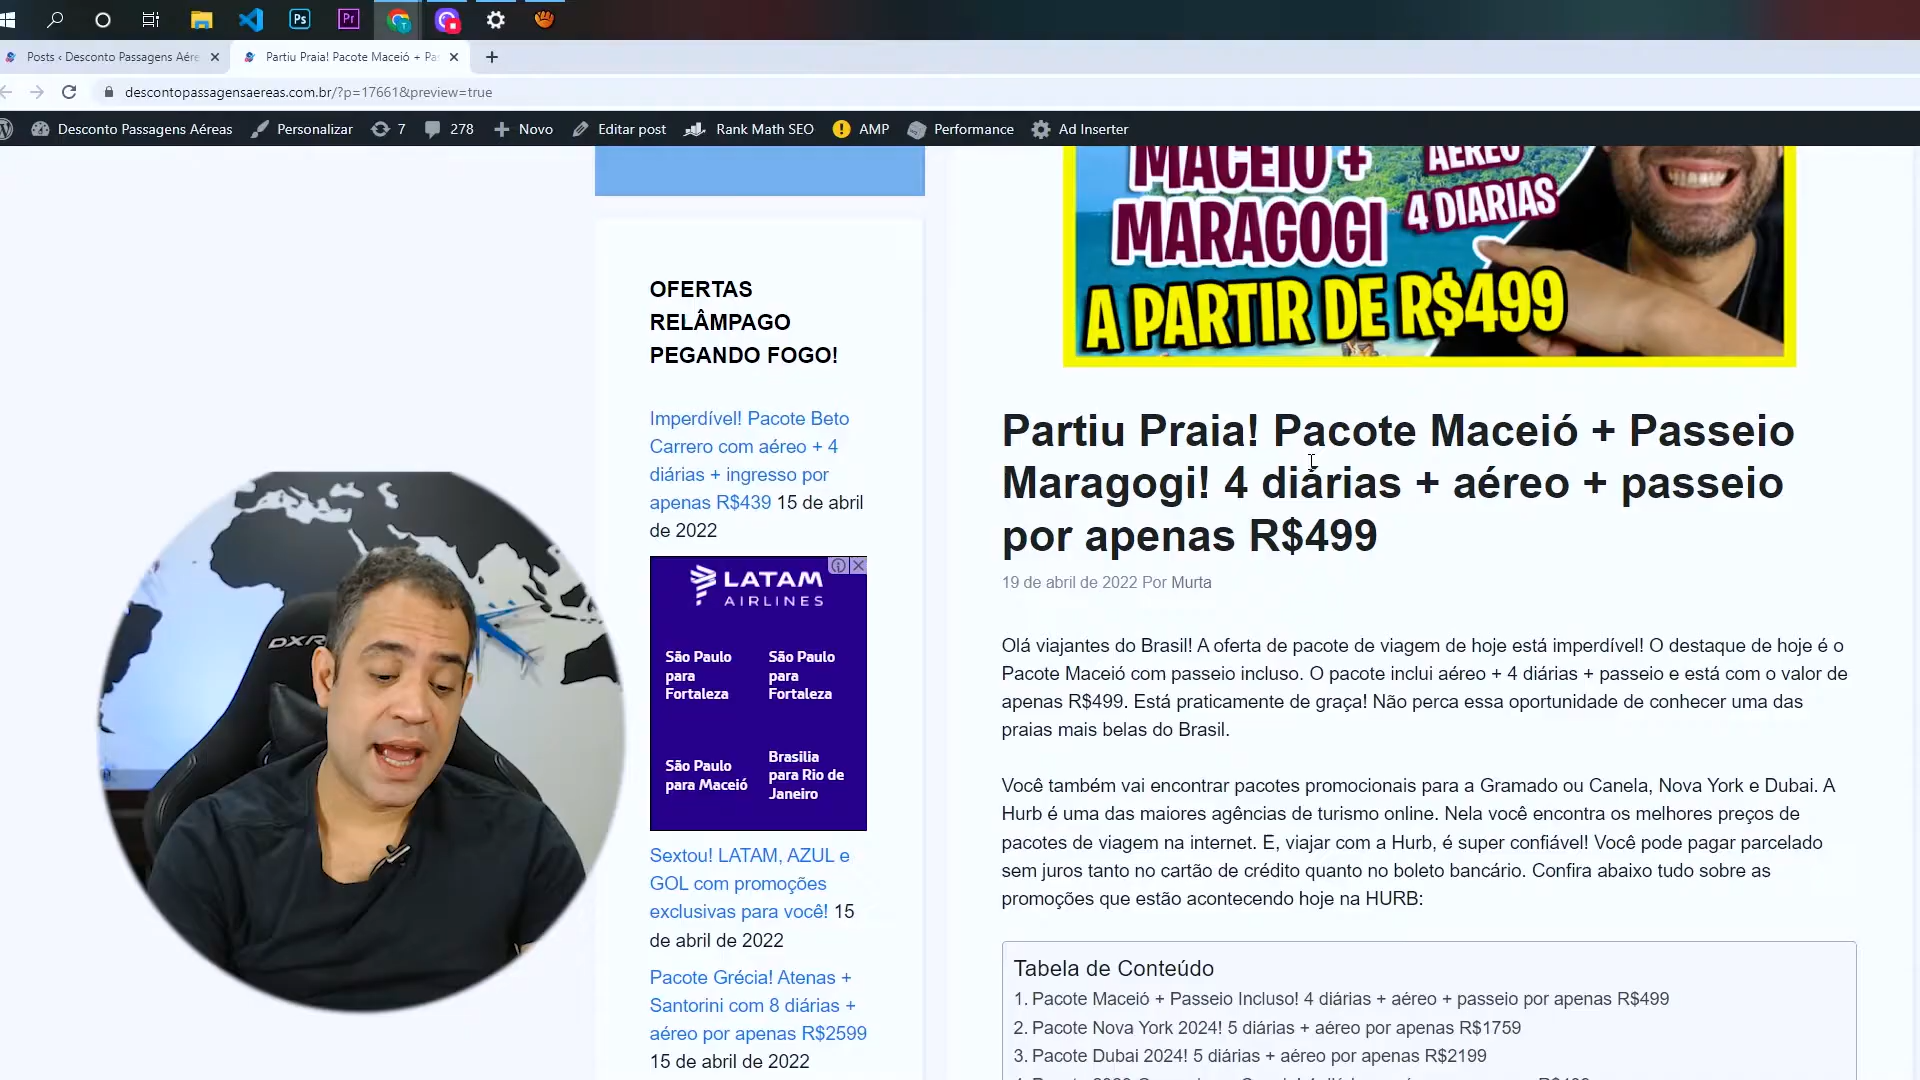 Ps
Pr
Posts ‹ Desconto Passagens Aére
Partiu Praia! Pacote Maceió + Pa
descontopassagensaereas.com.br/?p=17661&preview=true
Desconto Passagens Aéreas
Personalizar
7
278
Novo
Editar post
Rank Math SEO
AMP
Performance
Ad Inserter
MACEIÓ +
MARAGOGI
AÉREO
4 DIARIAS
A PARTIR DE R$499
OFERTAS
RELÂMPAGO
PEGANDO FOGO!
Imperdível! Pacote Beto
Carrero com aéreo + 4
diárias + ingresso por
apenas R$439 15 de abril
de 2022
LATAM
AIRLINES
São Paulo
para
Fortaleza
São Paulo
para
Fortaleza
São Paulo
para Maceió
Brasilia
para Rio de
Janeiro
Sextou! LATAM, AZUL e
GOL com promoções
exclusivas para você! 15
de abril de 2022
Pacote Grécia! Atenas +
Santorini com 8 diárias +
aéreo por apenas R$2599
15 de abril de 2022
Partiu Praia! Pacote Maceió + Passeio
Maragogi! 4 diárias + aéreo + passeio
por apenas R$499
19 de abril de 2022 Por Murta
Olá viajantes do Brasil! A oferta de pacote de viagem de hoje está imperdível! O destaque de hoje é o
Pacote Maceió com passeio incluso. O pacote inclui aéreo + 4 diárias + passeio e está com o valor de
apenas R$499. Está praticamente de graça! Não perca essa oportunidade de conhecer uma das
praias mais belas do Brasil.
Você também vai encontrar pacotes promocionais para a Gramado ou Canela, Nova York e Dubai. A
Hurb é uma das maiores agências de turismo online. Nela você encontra os melhores preços de
pacotes de viagem na internet. E, viajar com a Hurb, é super confiável! Você pode pagar parcelado
sem juros tanto no cartão de crédito quanto no boleto bancário. Confira abaixo tudo sobre as
promoções que estão acontecendo hoje na HURB:
Tabela de Conteúdo
1. Pacote Maceió + Passeio Incluso! 4 diárias + aéreo + passeio por apenas R$499
2. Pacote Nova York 2024! 5 diárias + aéreo por apenas R$1759
3. Pacote Dubai 2024! 5 diárias + aéreo por apenas R$2199
DXR